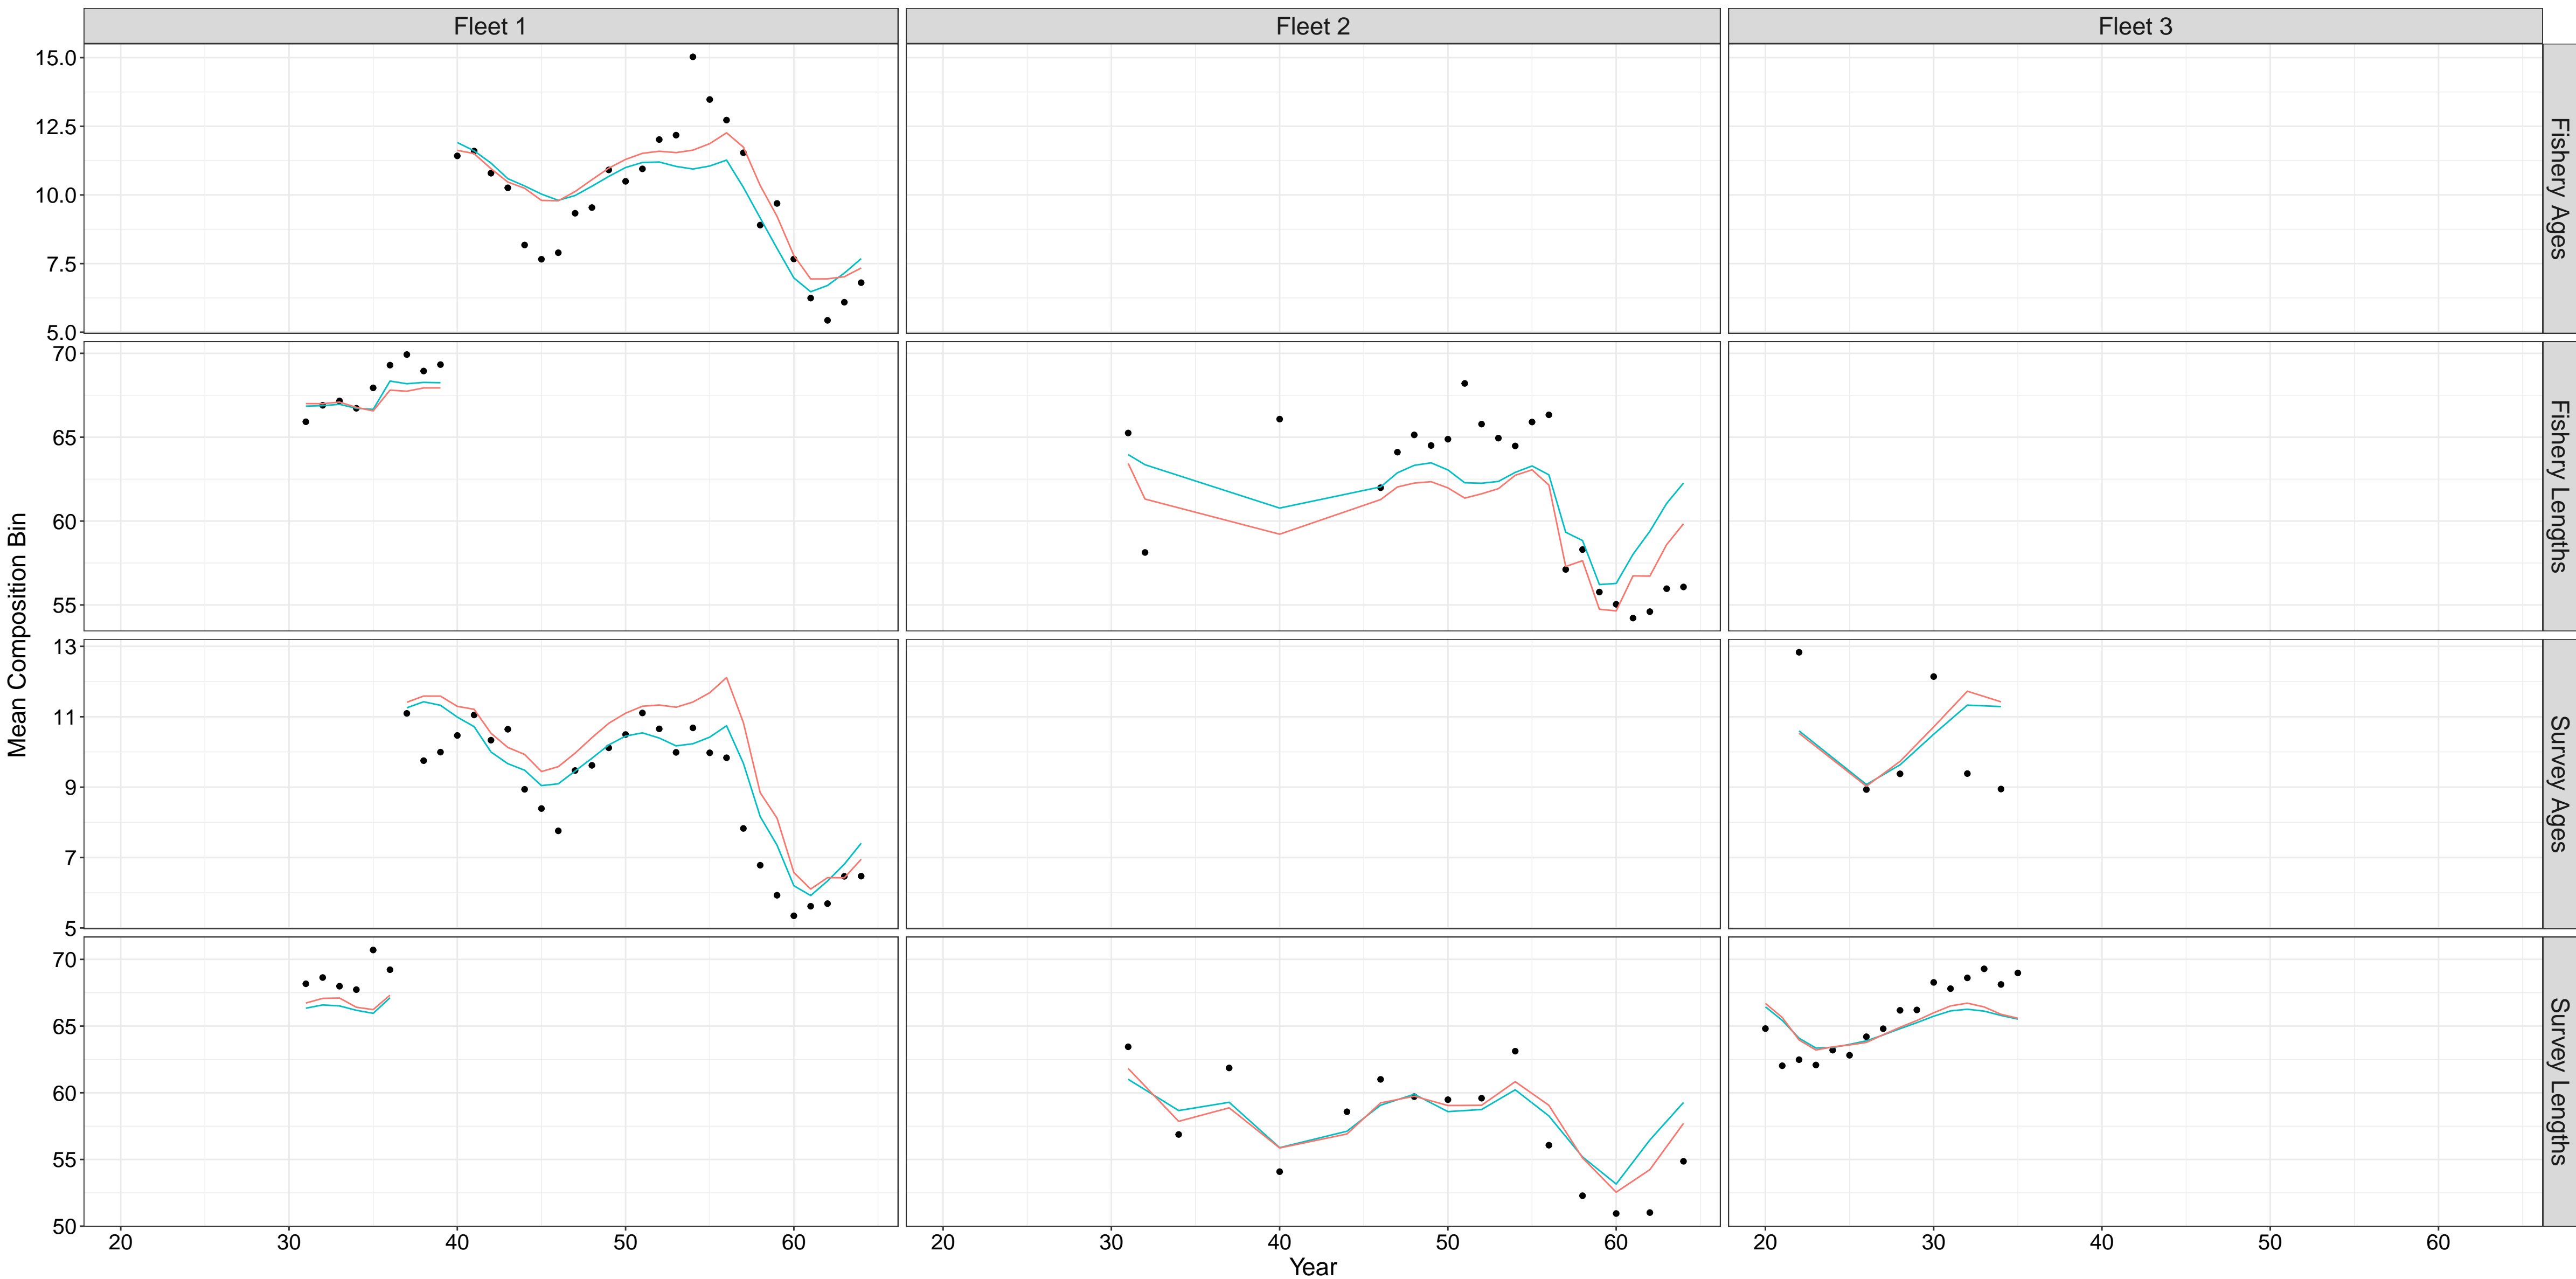 Fleet 1
Fleet 2
Fleet 3
15.0
12.5
10.0
7.5
5.0
Fishery Ages
70
65
60
55
Fishery Lengths
Mean Composition Bin
13
11
9
7
5
Survey Ages
70
65
60
55
50
Survey Lengths
20 30 40 50 60
20 30 40 50 60
20 30 40 50 60
Year